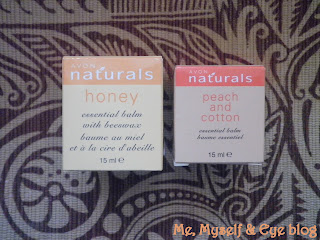 AVON
naturals
honey
essential balm
with beeswax
baume au miel
et à la cire d'abeille
15 ml e
AVON
naturals
peach
and
cotton
essential balm
baume essentiel
15 ml e
Me, Myself & Eye blog